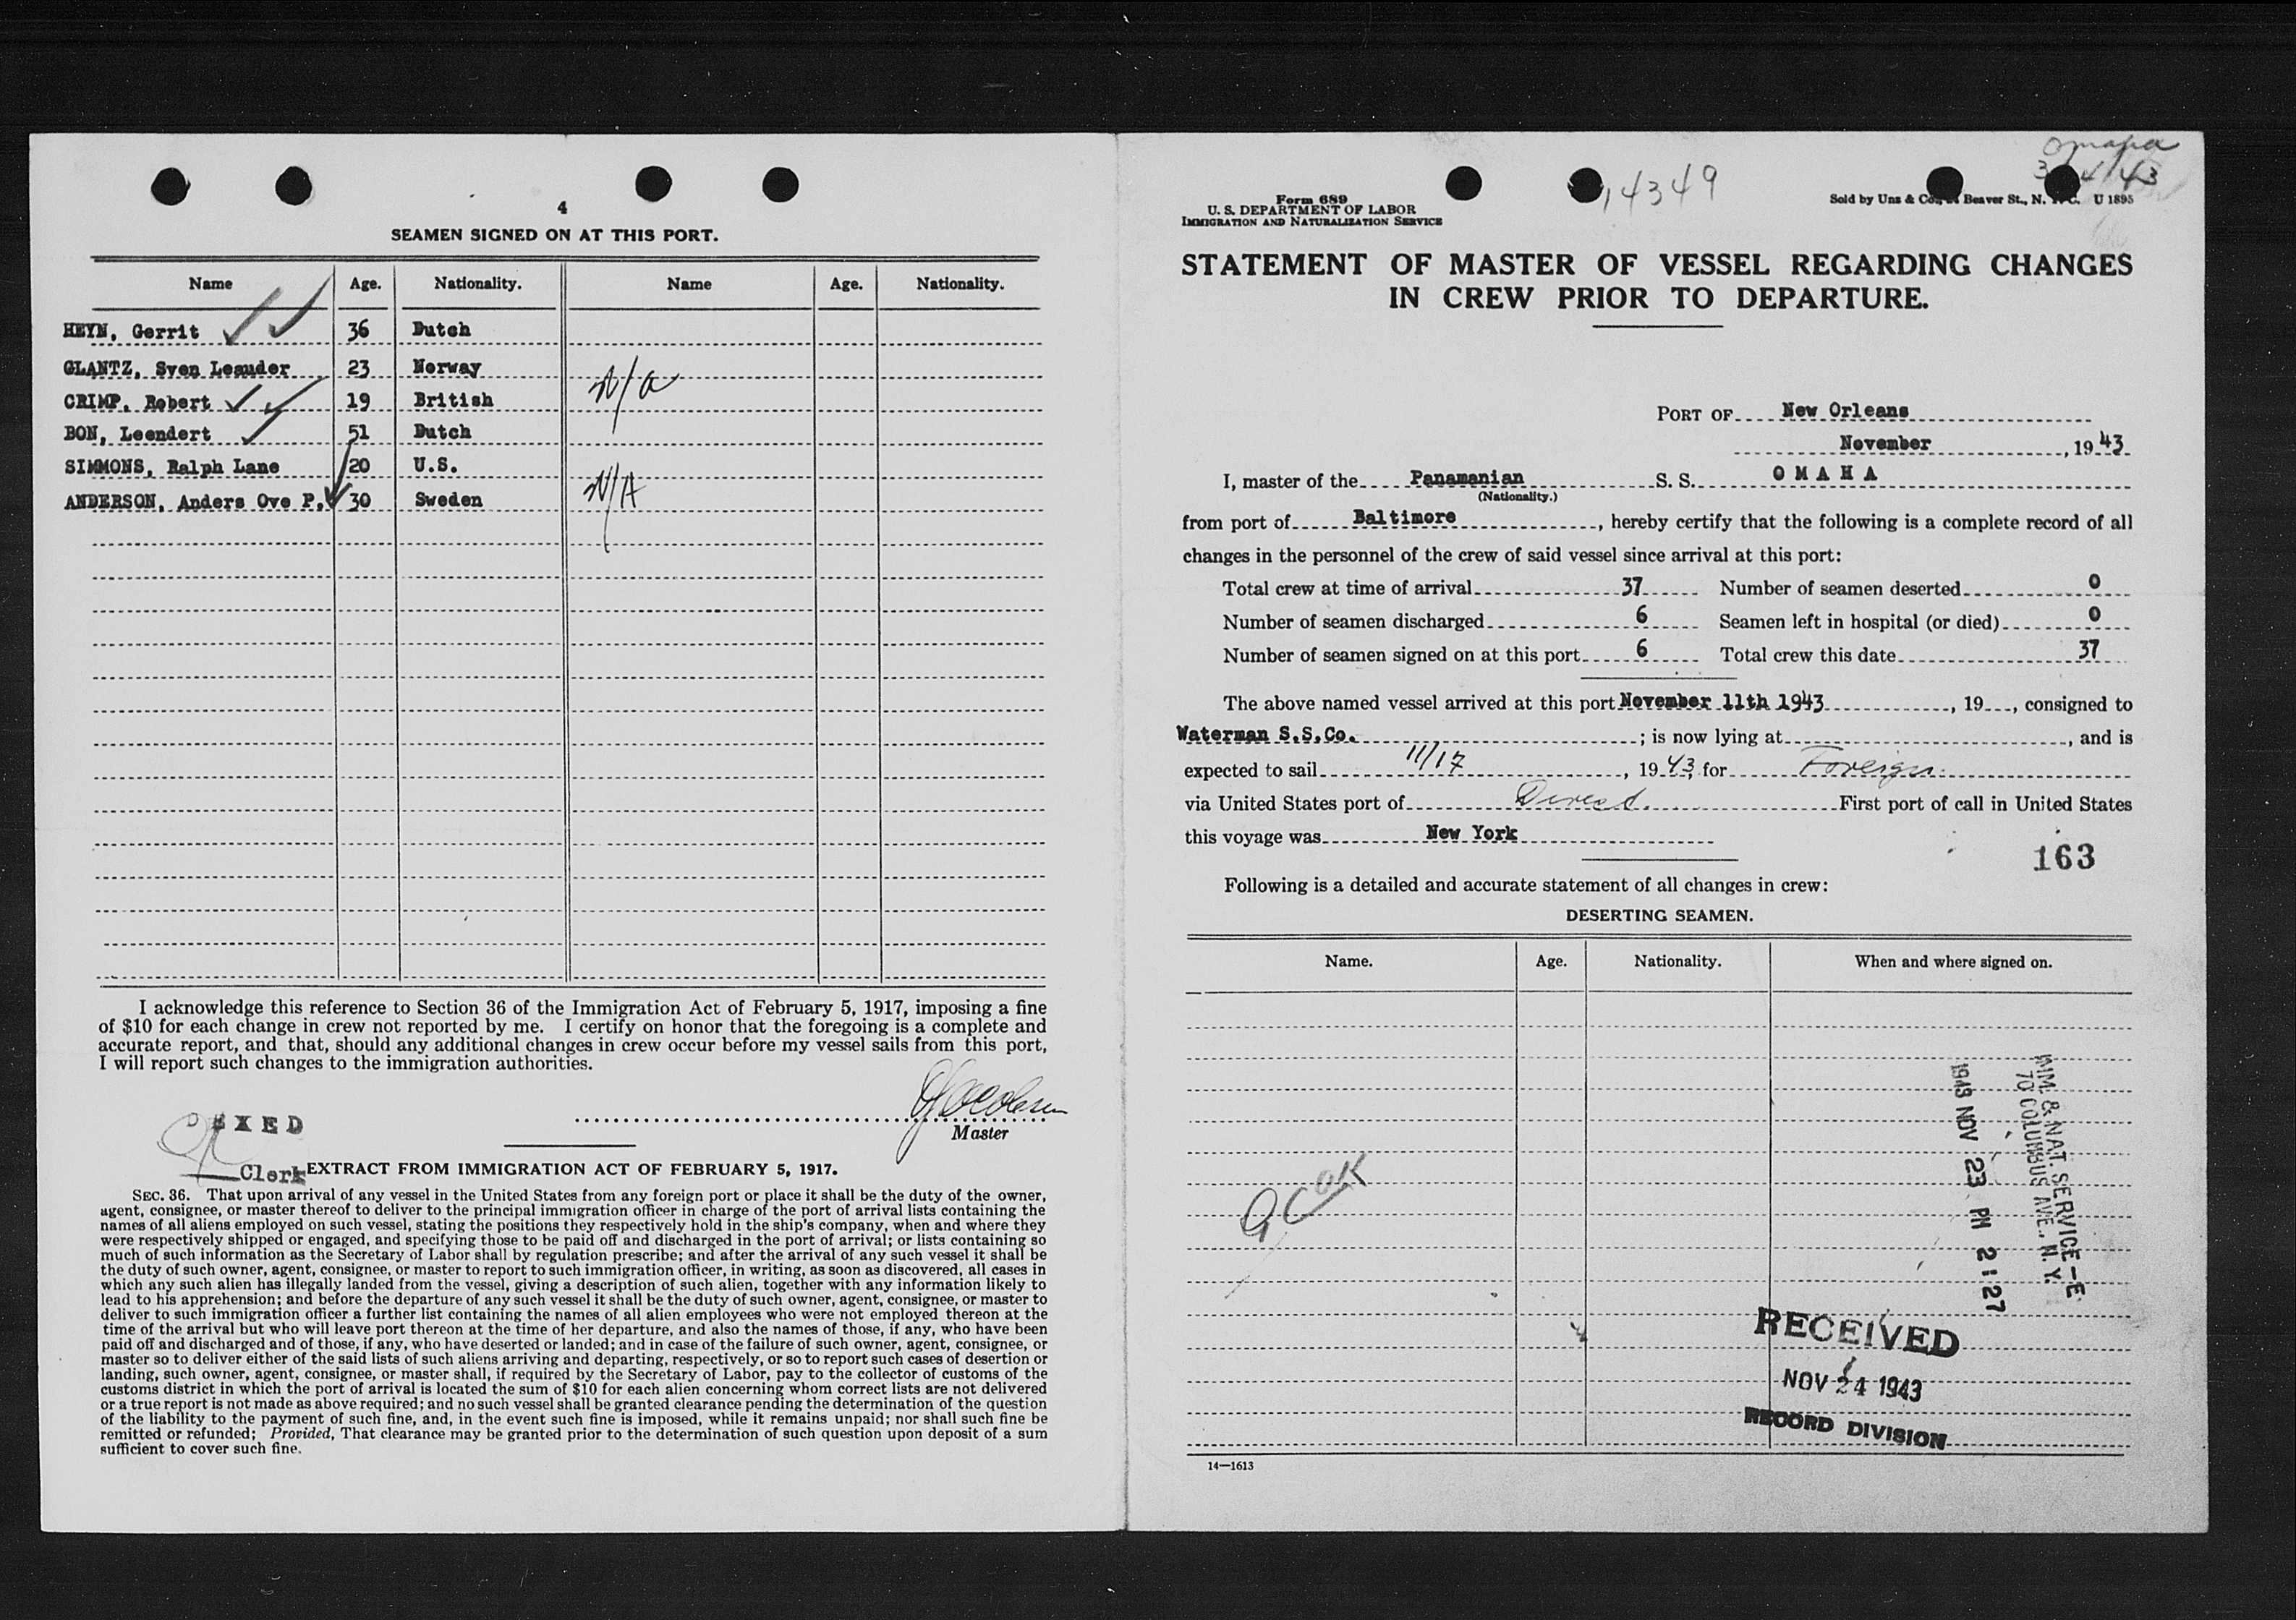 4
SEAMEN SIGNED ON AT THIS PORT.
Name Age. Nationality. Name Age. Nationality.
HEYN, Gerrit 36 Dutch
GLANTZ, Sven Leauder 23 Norway N/A
CRIMP, Robert 19 British
BON, Leendert 51 Dutch
SIMMONS, Ralph Lane 20 U.S.
ANDERSON, Anders Ove P. 30 Sweden N/A
I acknowledge this reference to Section 36 of the Immigration Act of February 5, 1917, imposing a fine
of $10 for each change in crew not reported by me. I certify on honor that the foregoing is a complete and
accurate report, and that, should any additional changes in crew occur before my vessel sails from this port,
I will report such changes to the immigration authorities.
Master
Clerk
EXTRACT FROM IMMIGRATION ACT OF FEBRUARY 5, 1917.
SEC. 36. That upon arrival of any vessel in the United States from any foreign port or place it shall be the duty of the owner,
agent, consignee, or master thereof to deliver to the principal immigration officer in charge of the port of arrival lists containing the
names of all aliens employed on such vessel, stating the positions they respectively hold in the ship's company, when and where they
were respectively shipped or engaged, and specifying those to be paid off and discharged in the port of arrival; or lists containing so
much of such information as the Secretary of Labor shall by regulation prescribe; and after the arrival of any such vessel it shall be
the duty of such owner, agent, consignee, or master to report to such immigration officer, in writing, as soon as discovered, all cases in
which any such alien has illegally landed from the vessel, giving a description of such alien, together with any information likely to
lead to his apprehension; and before the departure of any such vessel it shall be the duty of such owner, agent, consignee, or master to
deliver to such immigration officer a further list containing the names of all alien employees who were not employed thereon at the
time of the arrival but who will leave port thereon at the time of her departure, and also the names of those, if any, who have been
paid off and discharged and of those, if any, who have deserted or landed; and in case of the failure of such owner, agent, consignee, or
master so to deliver either of the said lists of such aliens arriving and departing, respectively, or so to report such cases of desertion or
landing, such owner, agent, consignee, or master shall, if required by the Secretary of Labor, pay to the collector of customs of the
customs district in which the port of arrival is located the sum of $10 for each alien concerning whom correct lists are not delivered
or a true report is not made as above required; and no such vessel shall be granted clearance pending the determination of the question
of the liability to the payment of such fine, and, in the event such fine is imposed, while it remains unpaid; nor shall such fine be
remitted or refunded; Provided, That clearance may be granted prior to the determination of such question upon deposit of a sum
sufficient to cover such fine.
Omaha
14349
Form 689
U. S. DEPARTMENT OF LABOR
IMMIGRATION AND NATURALIZATION SERVICE
Sold by Unz & Co., Beaver St., N. Y. C. U 1895
STATEMENT OF MASTER OF VESSEL REGARDING CHANGES
IN CREW PRIOR TO DEPARTURE.
PORT OF New Orleans
November , 1943
I, master of the Panamanian S. S. OMAHA
(Nationality.)
from port of Baltimore, hereby certify that the following is a complete record of all
changes in the personnel of the crew of said vessel since arrival at this port:
Total crew at time of arrival 37 Number of seamen deserted 0
Number of seamen discharged 6 Seamen left in hospital (or died) 0
Number of seamen signed on at this port 6 Total crew this date 37
The above named vessel arrived at this port November 11th 1943, 19 , consigned to
Waterman S.S.Co. ; is now lying at , and is
expected to sail 11/17, 1943, for Foreign
via United States port of Direct. First port of call in United States
this voyage was New York
163
Following is a detailed and accurate statement of all changes in crew:
DESERTING SEAMEN.
Name. Age. Nationality. When and where signed on.
OK
IMM. & NAT. SERVICE-E
70 COLUMBUS AVE., N.Y.
1943 NOV 23 PM 2:27
RECEIVED
NOV 24 1943
RECORD DIVISION
14—1613